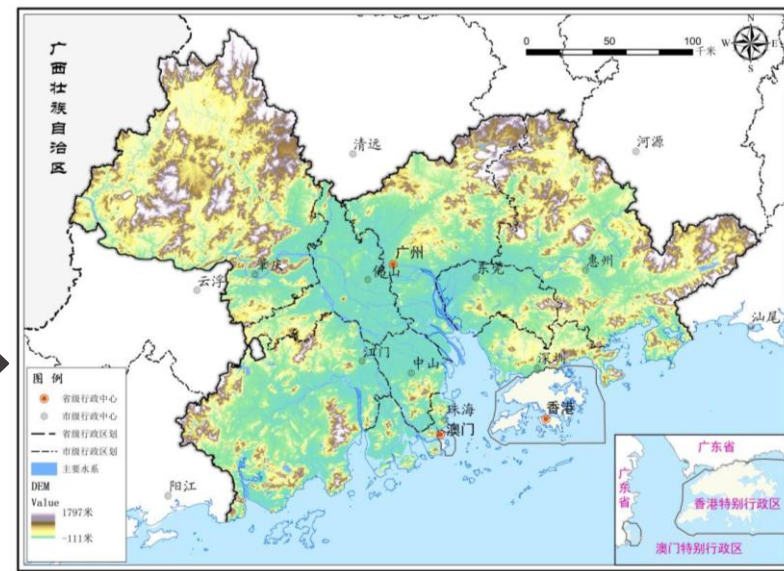 广西壮族自治区
0 50 100
千米
N
W E
S
清远
河源
广州
肇庆
佛山
东莞
惠州
云浮
汕尾
江门
中山
深圳
珠海
澳门
香港
阳江
图 例
省级行政中心
市级行政中心
省级行政区划
市级行政区划
主要水系
DEM
Value
1797米
-111米
广东省
广东省
香港特别行政区
澳门特别行政区